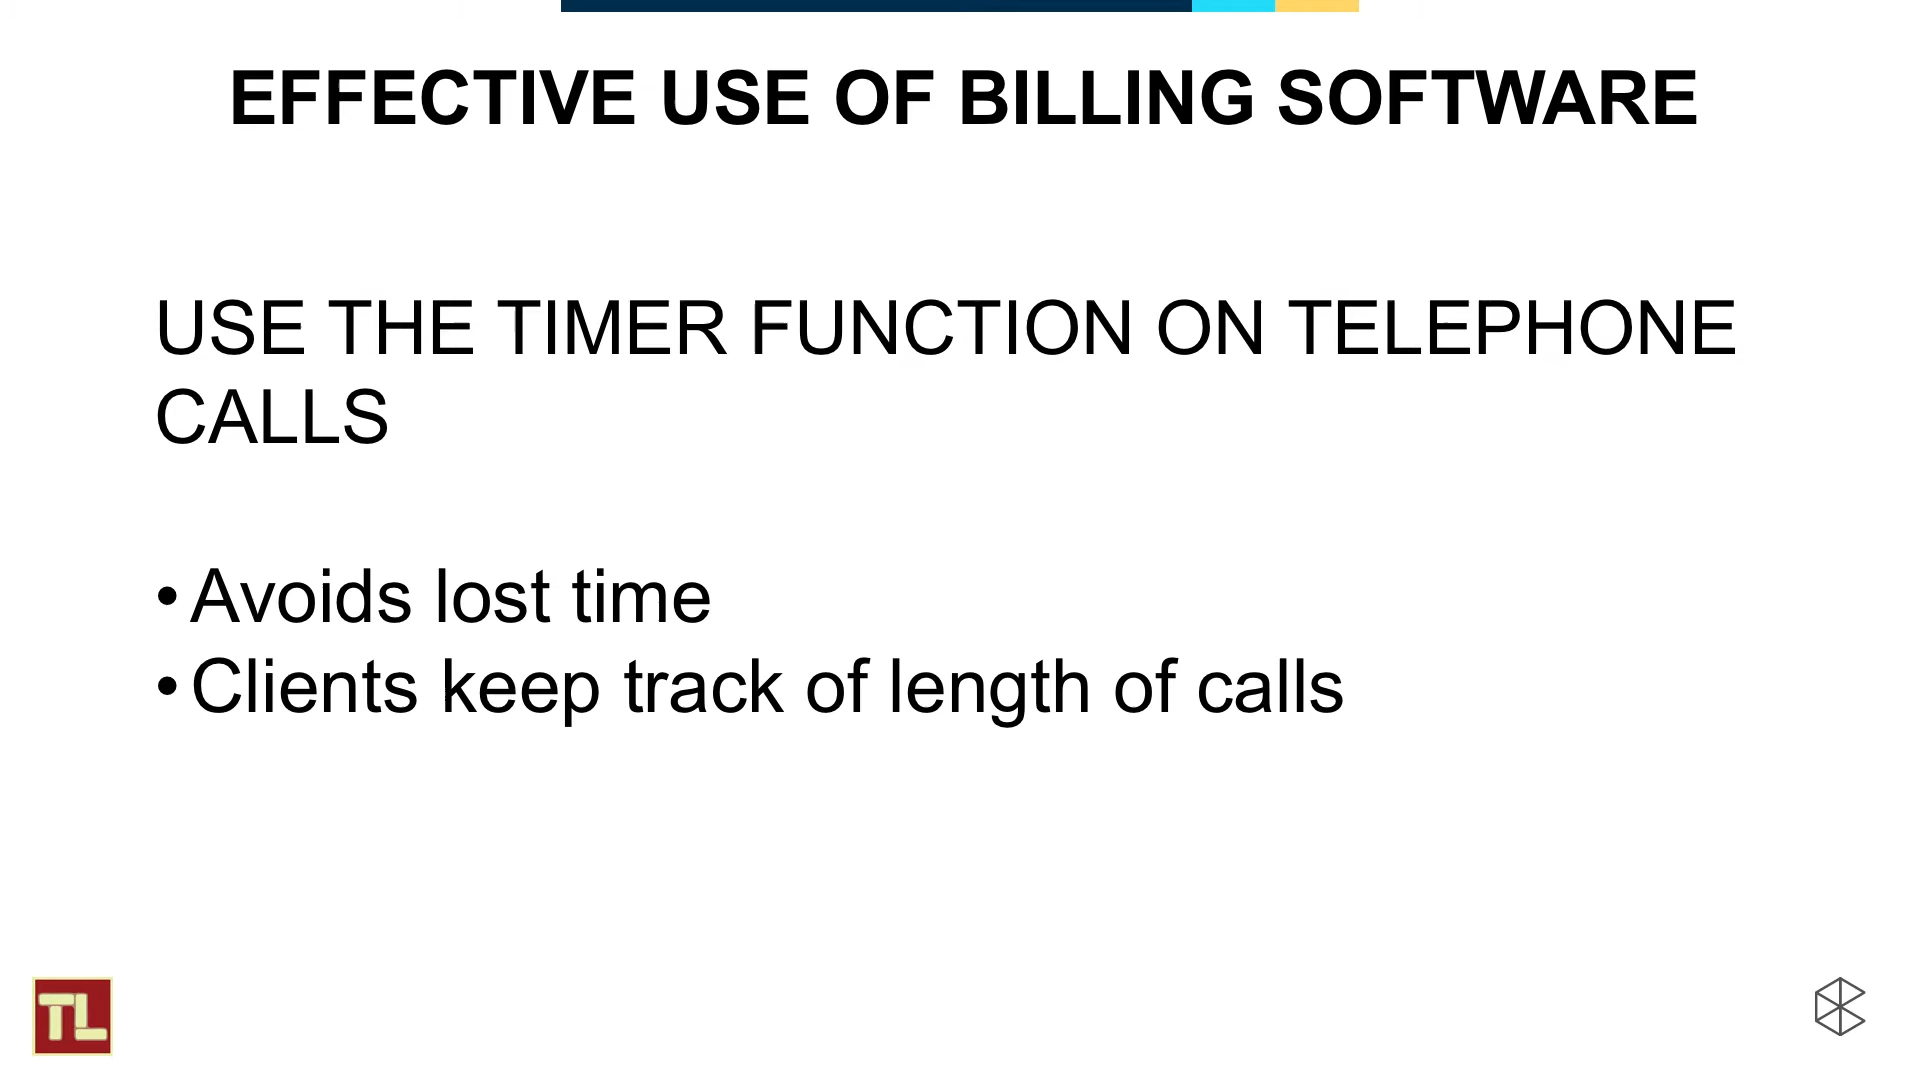 EFFECTIVE USE OF BILLING SOFTWARE
USE THE TIMER FUNCTION ON TELEPHONE
CALLS
• Avoids lost time
• Clients keep track of length of calls
TL